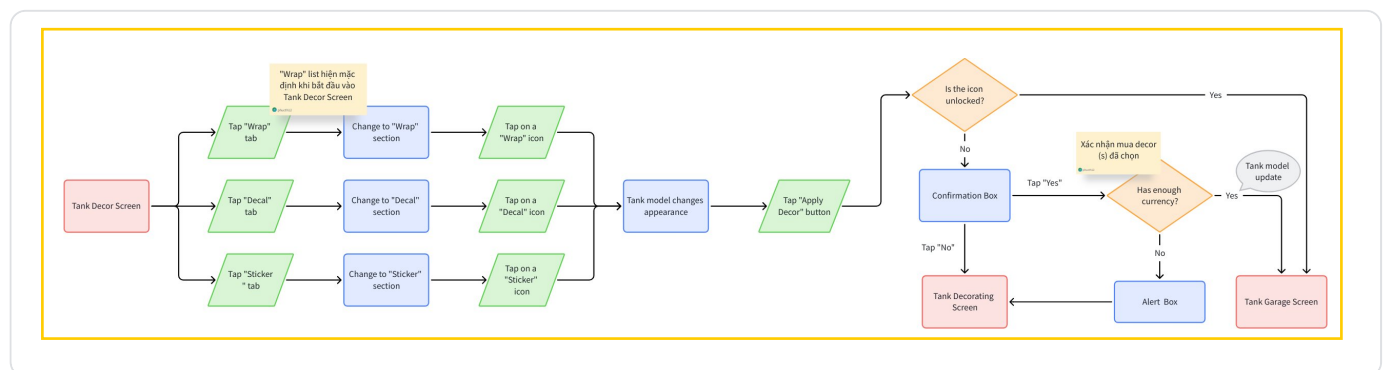 "Wrap" list hiện mặc
định khi bắt đầu vào
Tank Decor Screen
Tank Decor Screen
Tap "Wrap"
tab
Change to "Wrap"
section
Tap on a
"Wrap" icon
Tap "Decal"
tab
Change to "Decal"
section
Tap on a
"Decal" icon
Tap "Sticker
" tab
Change to "Sticker"
section
Tap on a
"Sticker"
icon
Tank model changes
appearance
Tap "Apply
Decor" button
Is the icon
unlocked?
Yes
No
Confirmation Box
Tap "Yes"
Xác nhận mua decor
(s) đã chọn
Has enough
currency?
Yes
Tank model
update
Tap "No"
No
Tank Decorating
Screen
Alert Box
Tank Garage Screen